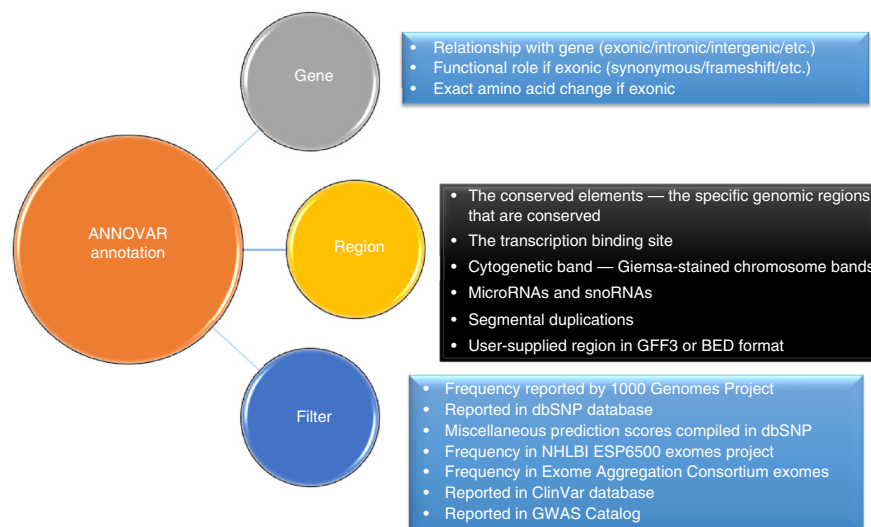 Gene
• Relationship with gene (exonic/intronic/intergenic/etc.)
• Functional role if exonic (synonymous/frameshift/etc.)
• Exact amino acid change if exonic
ANNOVAR
annotation
Region
• The conserved elements — the specific genomic regions
that are conserved
• The transcription binding site
• Cytogenetic band — Giemsa-stained chromosome bands
• MicroRNAs and snoRNAs
• Segmental duplications
• User-supplied region in GFF3 or BED format
Filter
• Frequency reported by 1000 Genomes Project
• Reported in dbSNP database
• Miscellaneous prediction scores compiled in dbSNP
• Frequency in NHLBI ESP6500 exomes project
• Frequency in Exome Aggregation Consortium exomes
• Reported in ClinVar database
• Reported in GWAS Catalog